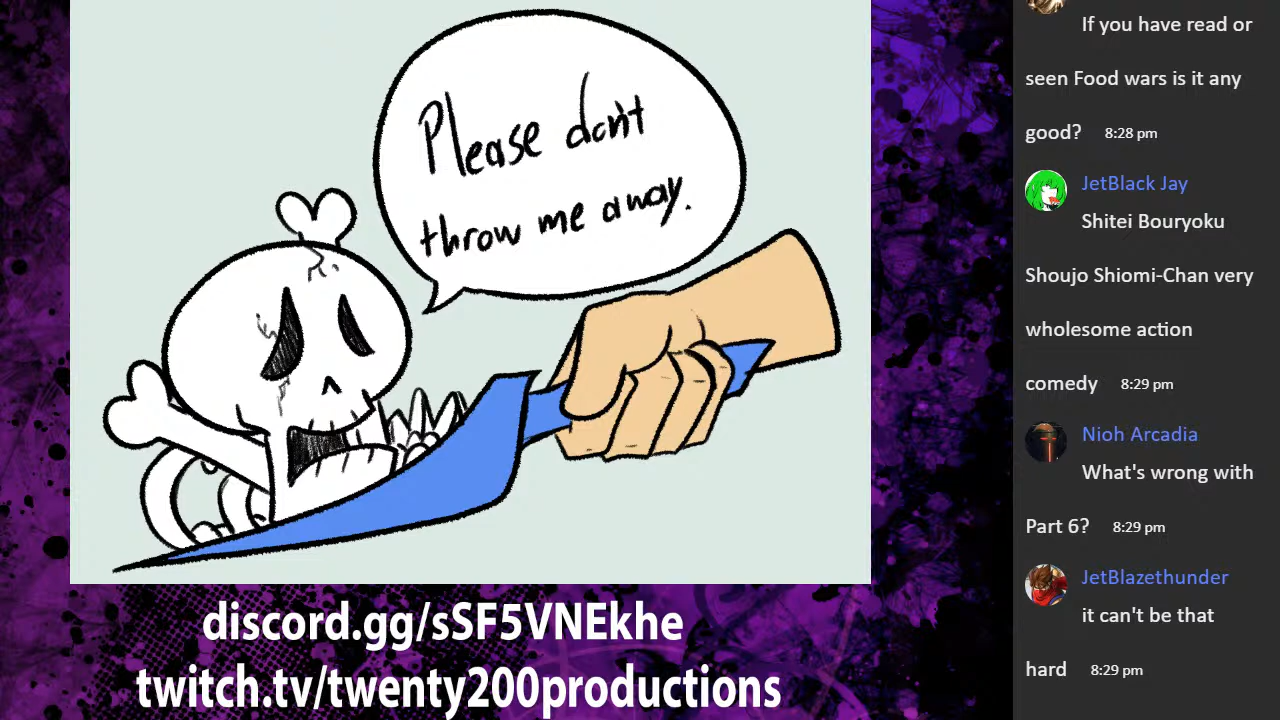 Please don't
throw me away.
discord.gg/sSF5VNEkhe
twitch.tv/twenty200productions
If you have read or
seen Food wars is it any
good? 8:28 pm
JetBlack Jay
Shitei Bouryoku
Shoujo Shiomi-Chan very
wholesome action
comedy 8:29 pm
Nioh Arcadia
What's wrong with
Part 6? 8:29 pm
JetBlazethunder
it can't be that
hard 8:29 pm